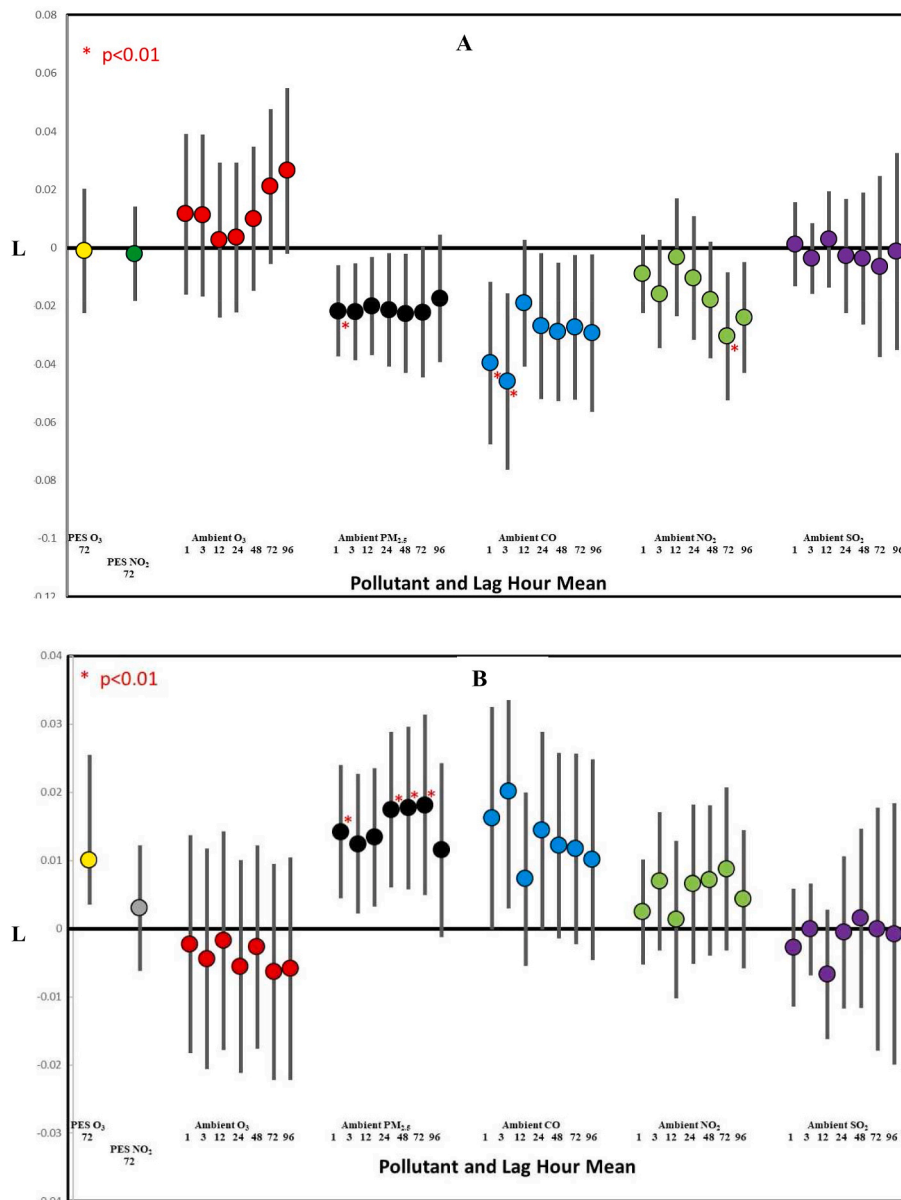 0.08
A
* p<0.01
0.06
0.04
0.02
L
0
-0.02
*
-0.04
* *
*
-0.06
-0.08
-0.1
PES O3 Ambient O3 Ambient PM2.5 Ambient CO Ambient NO2 Ambient SO2
72 1 3 12 24 48 72 96 1 3 12 24 48 72 96 1 3 12 24 48 72 96 1 3 12 24 48 72 96 1 3 12 24 48 72 96
PES NO2
72
Pollutant and Lag Hour Mean
-0.12
0.04
* p<0.01
B
0.03
0.02
* * * *
0.01
L
0
-0.01
-0.02
PES O3 Ambient O3 Ambient PM2.5 Ambient CO Ambient NO2 Ambient SO2
72 1 3 12 24 48 72 96 1 3 12 24 48 72 96 1 3 12 24 48 72 96 1 3 12 24 48 72 96 1 3 12 24 48 72 96
-0.03
PES NO2
72
Pollutant and Lag Hour Mean